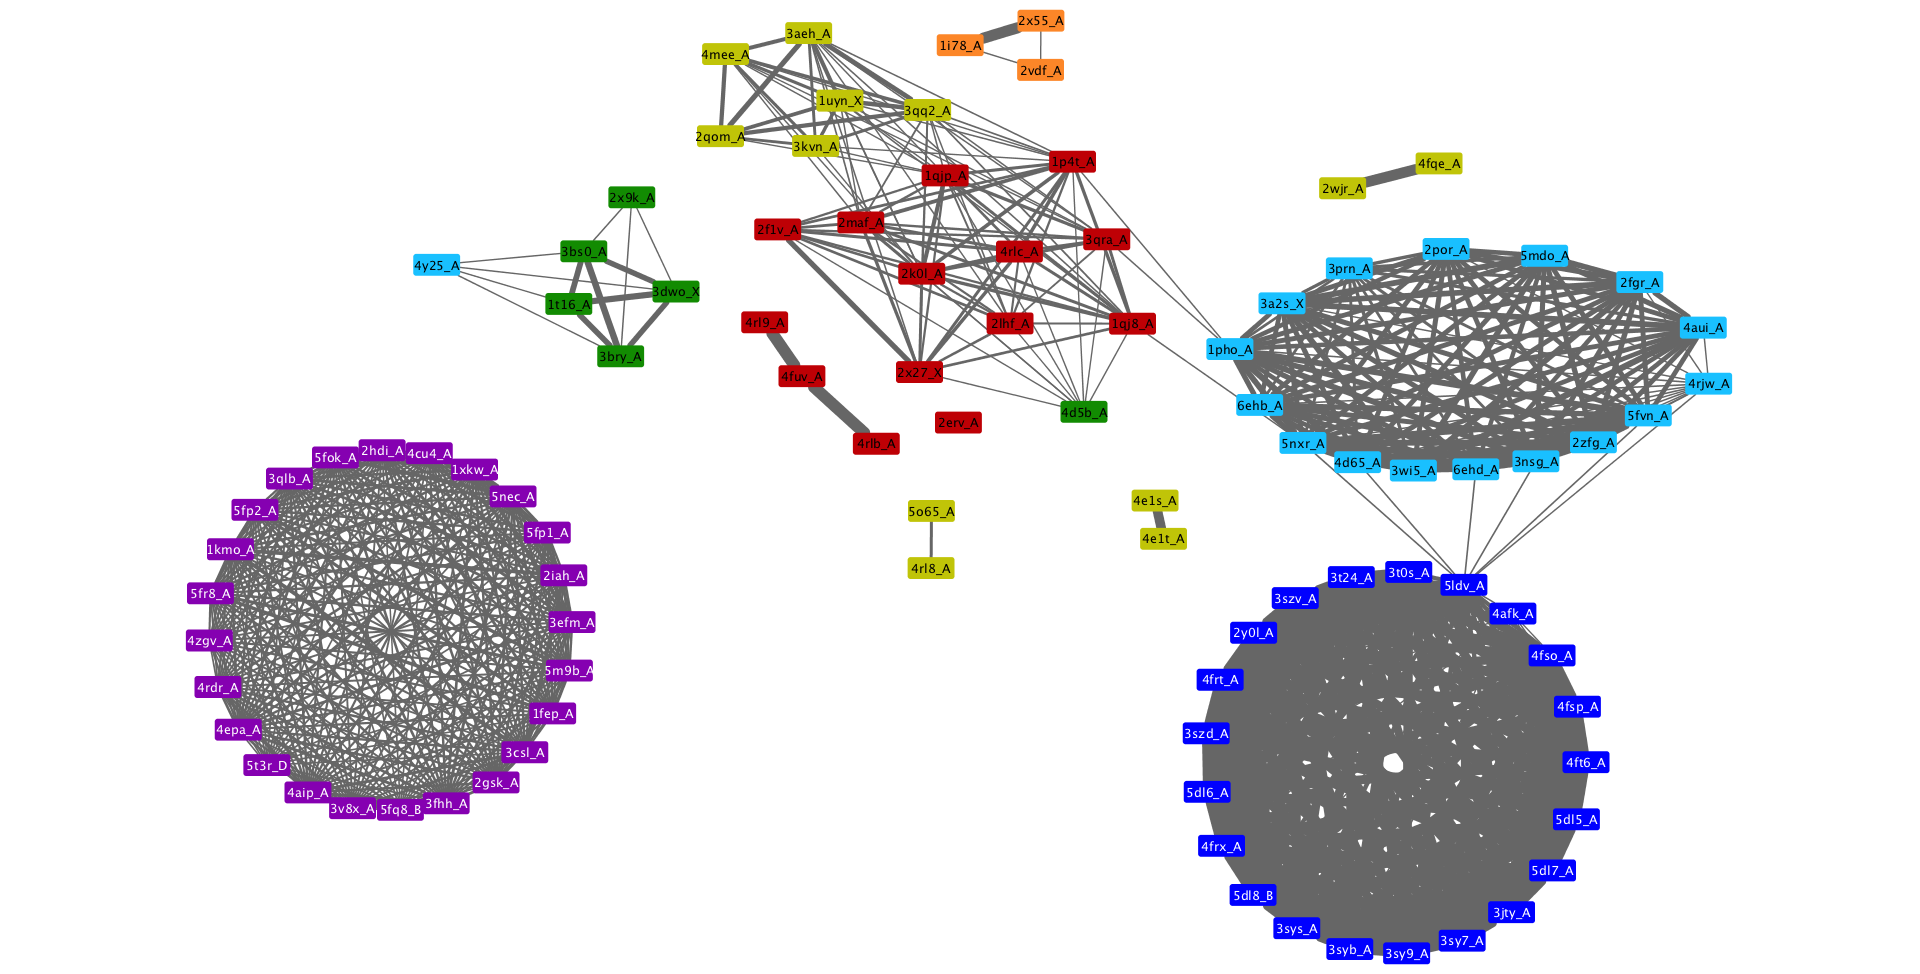 2x55_A
1i78_A
2vdf_A
3aeh_A
4mee_A
1uyn_X
3qq2_A
2qom_A
3kvn_A
1p4t_A
1qjp_A
2maf_A
2f1v_A
3qra_A
4rlc_A
2k0l_A
2lhf_A
1qj8_A
2x27_X
4d5b_A
2x9k_A
3bs0_A
4y25_A
3dwo_X
1t16_A
3bry_A
4rl9_A
4fuv_A
4rlb_A
2erv_A
4fqe_A
2wjr_A
2por_A
5mdo_A
3prn_A
2fgr_A
3a2s_X
4aui_A
1pho_A
4rjw_A
6ehb_A
5fvn_A
5nxr_A
2zfg_A
4d65_A
3wi5_A
6ehd_A
3nsg_A
5o65_A
4rl8_A
4e1s_A
4e1t_A
2hdi_A
4cu4_A
5fok_A
1xkw_A
3qlb_A
5nec_A
5fp2_A
5fp1_A
1kmo_A
2iah_A
5fr8_A
3efm_A
4zgv_A
5m9b_A
4rdr_A
1fep_A
4epa_A
3csl_A
5t3r_D
2gsk_A
4aip_A
3v8x_A
5fq8_B
3fhh_A
3t0s_A
3t24_A
5ldv_A
3szv_A
4afk_A
2y0l_A
4fso_A
4frt_A
4fsp_A
3szd_A
4ft6_A
5dl6_A
5dl5_A
4frx_A
5dl7_A
5dl8_B
3jty_A
3sys_A
3sy7_A
3syb_A
3sy9_A